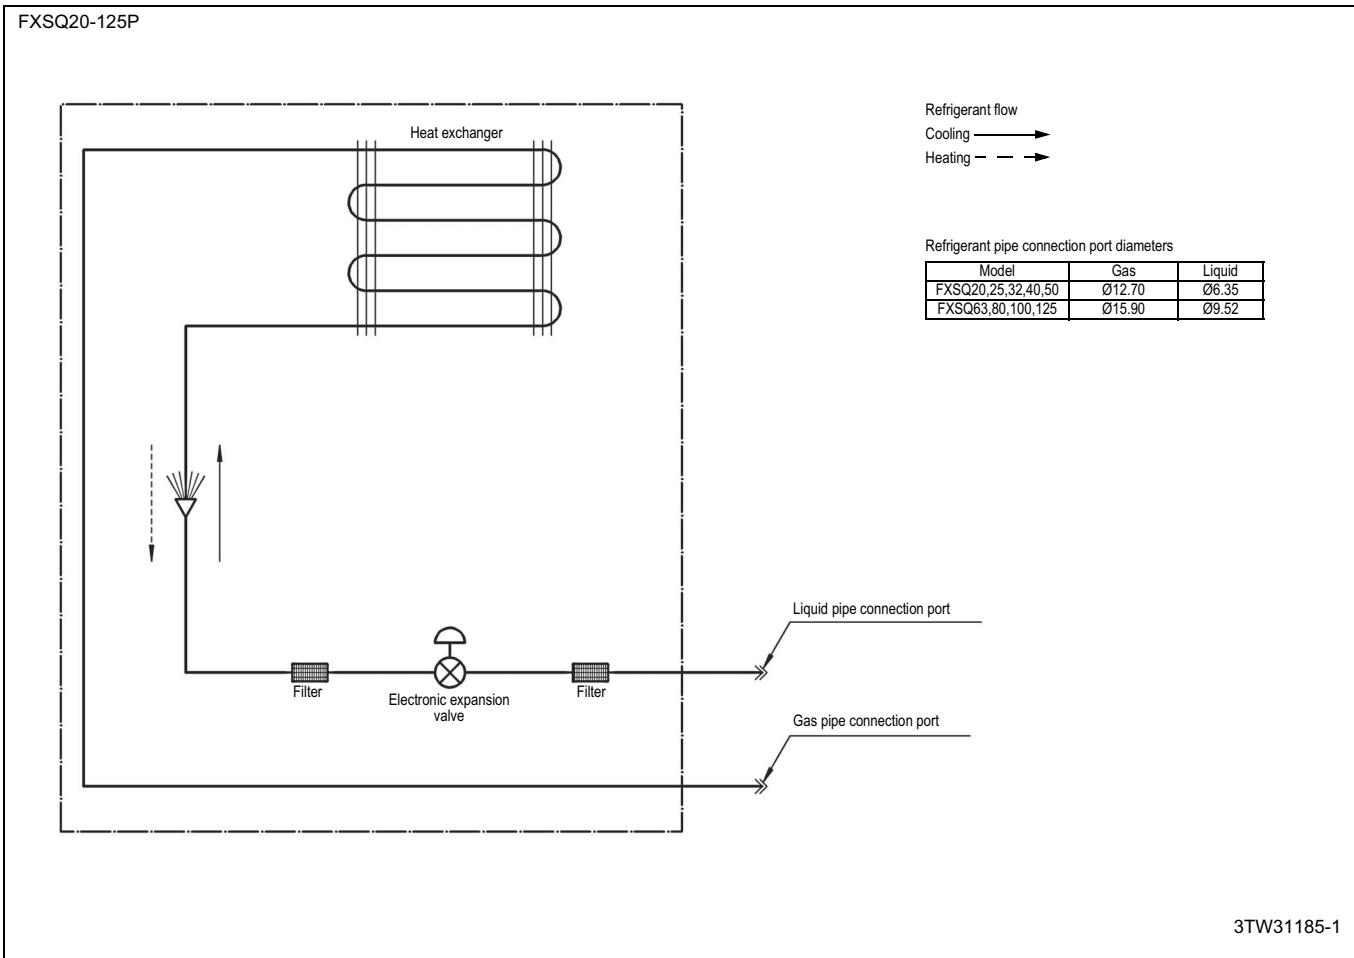 FXSQ20-125P
Heat exchanger
Refrigerant flow
Cooling
Heating
Refrigerant pipe connection port diameters
Model Gas Liquid
FXSQ20,25,32,40,50 Ø12.70 Ø6.35
FXSQ63,80,100,125 Ø15.90 Ø9.52
Liquid pipe connection port
Filter
Electronic expansion
valve
Filter
Gas pipe connection port
3TW31185-1